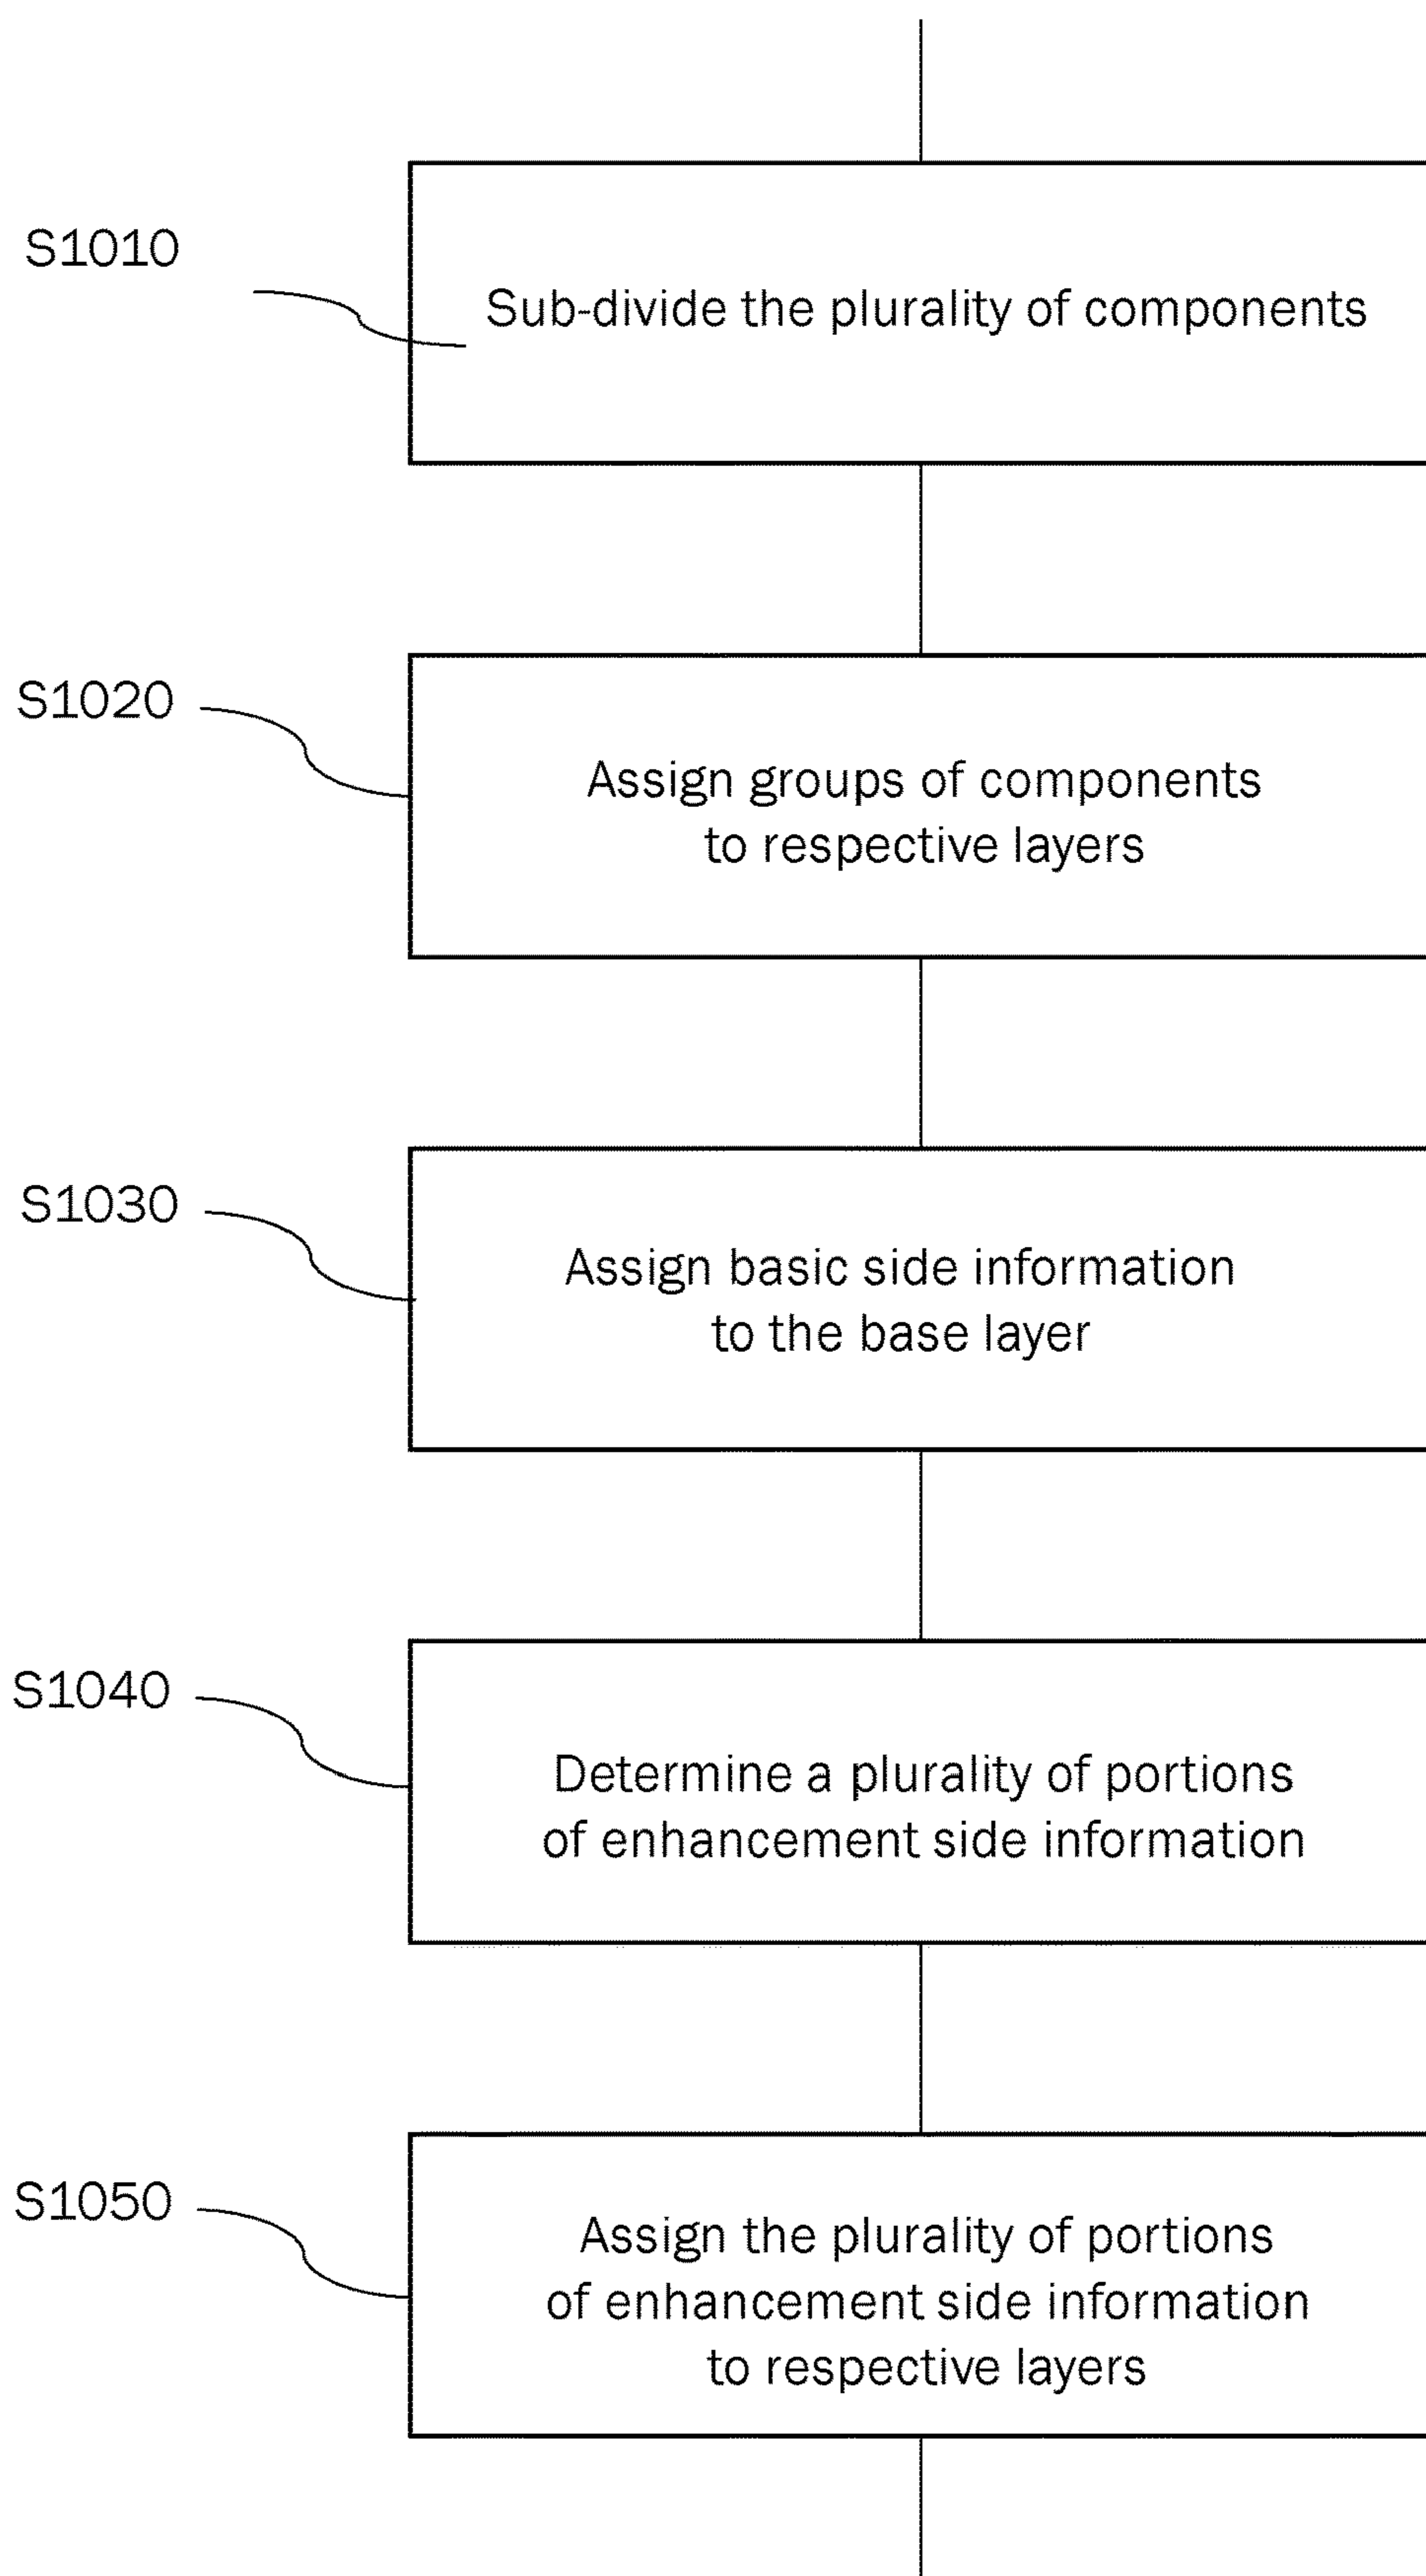 S1010
Sub-divide the plurality of components
S1020
Assign groups of components
to respective layers
S1030
Assign basic side information
to the base layer
S1040
Determine a plurality of portions
of enhancement side information
S1050
Assign the plurality of portions
of enhancement side information
to respective layers